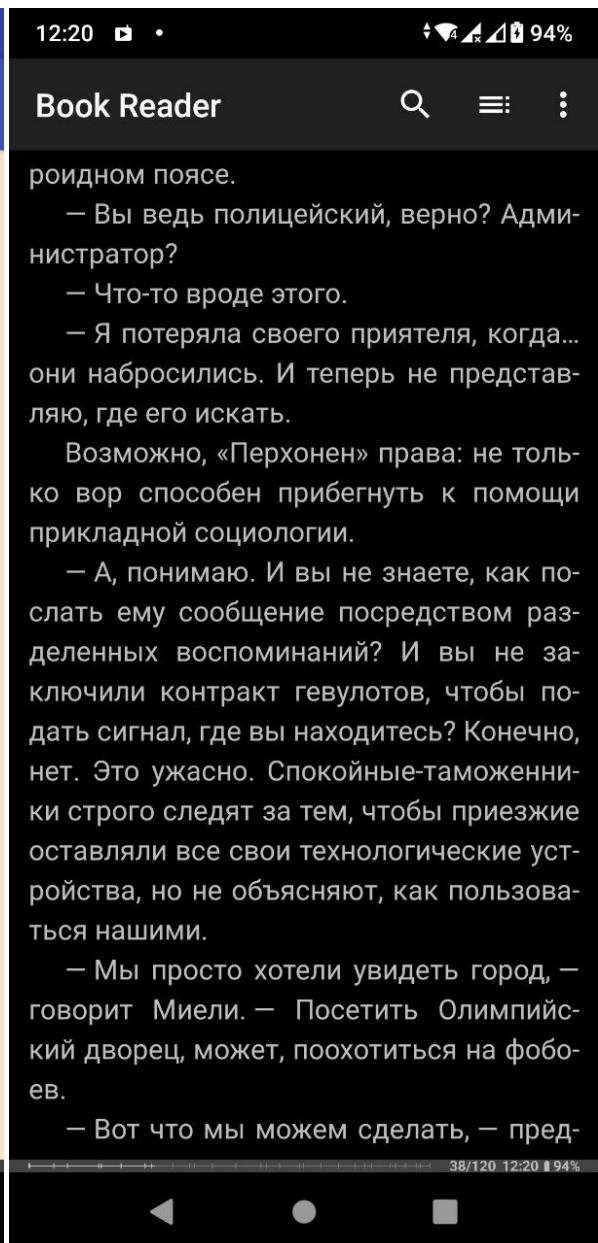 12:20 94%
Book Reader
роидном поясе.
— Вы ведь полицейский, верно? Адми-
нистратор?
— Что-то вроде этого.
— Я потеряла своего приятеля, когда...
они набросились. И теперь не представ-
ляю, где его искать.
Возможно, «Перхонен» права: не толь-
ко вор способен прибегнуть к помощи
прикладной социологии.
— А, понимаю. И вы не знаете, как по-
слать ему сообщение посредством раз-
деленных воспоминаний? И вы не за-
ключили контракт гевулотов, чтобы по-
дать сигнал, где вы находитесь? Конечно,
нет. Это ужасно. Спокойные-таможенни-
ки строго следят за тем, чтобы приезжие
оставляли все свои технологические уст-
ройства, но не объясняют, как пользова-
ться нашими.
— Мы просто хотели увидеть город, —
говорит Миели. — Посетить Олимпийс-
кий дворец, может, поохотиться на фобо-
ев.
— Вот что мы можем сделать, — пред-
38/120 12:20 94%